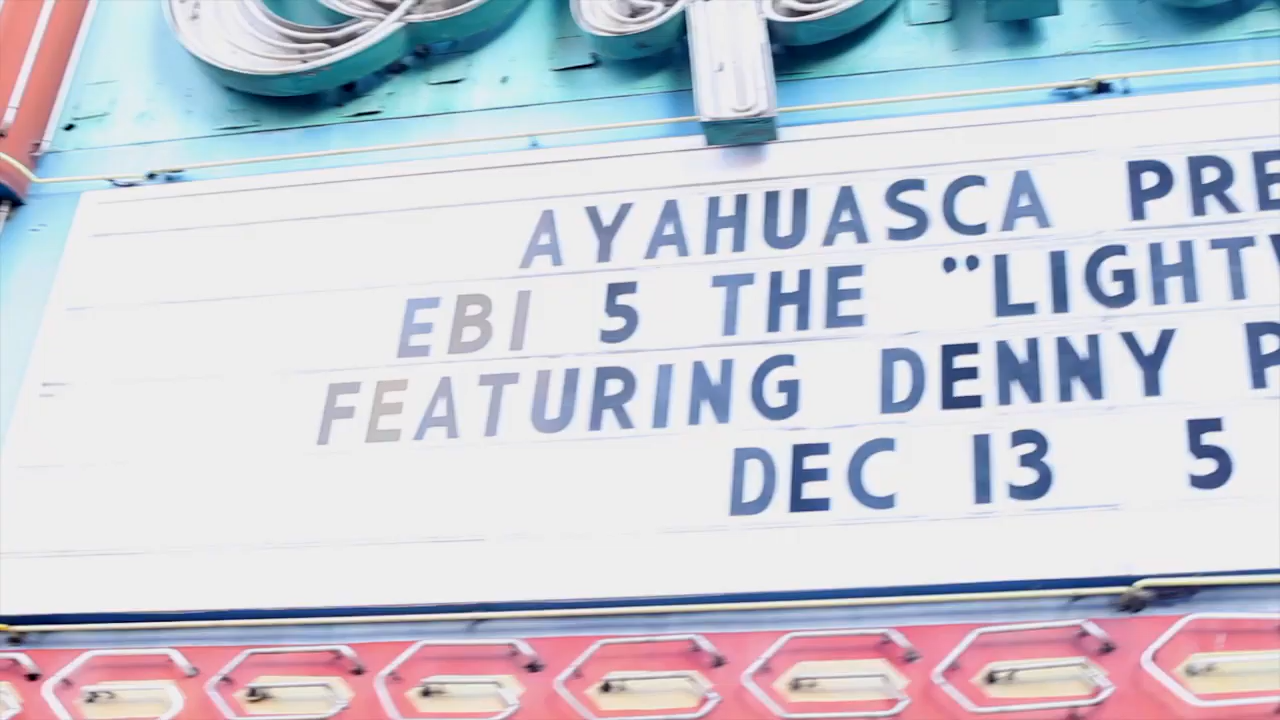 AYAHUASCA PRE
EBI 5 THE "LIGHT
FEATURING DENNY P
DEC 13 5